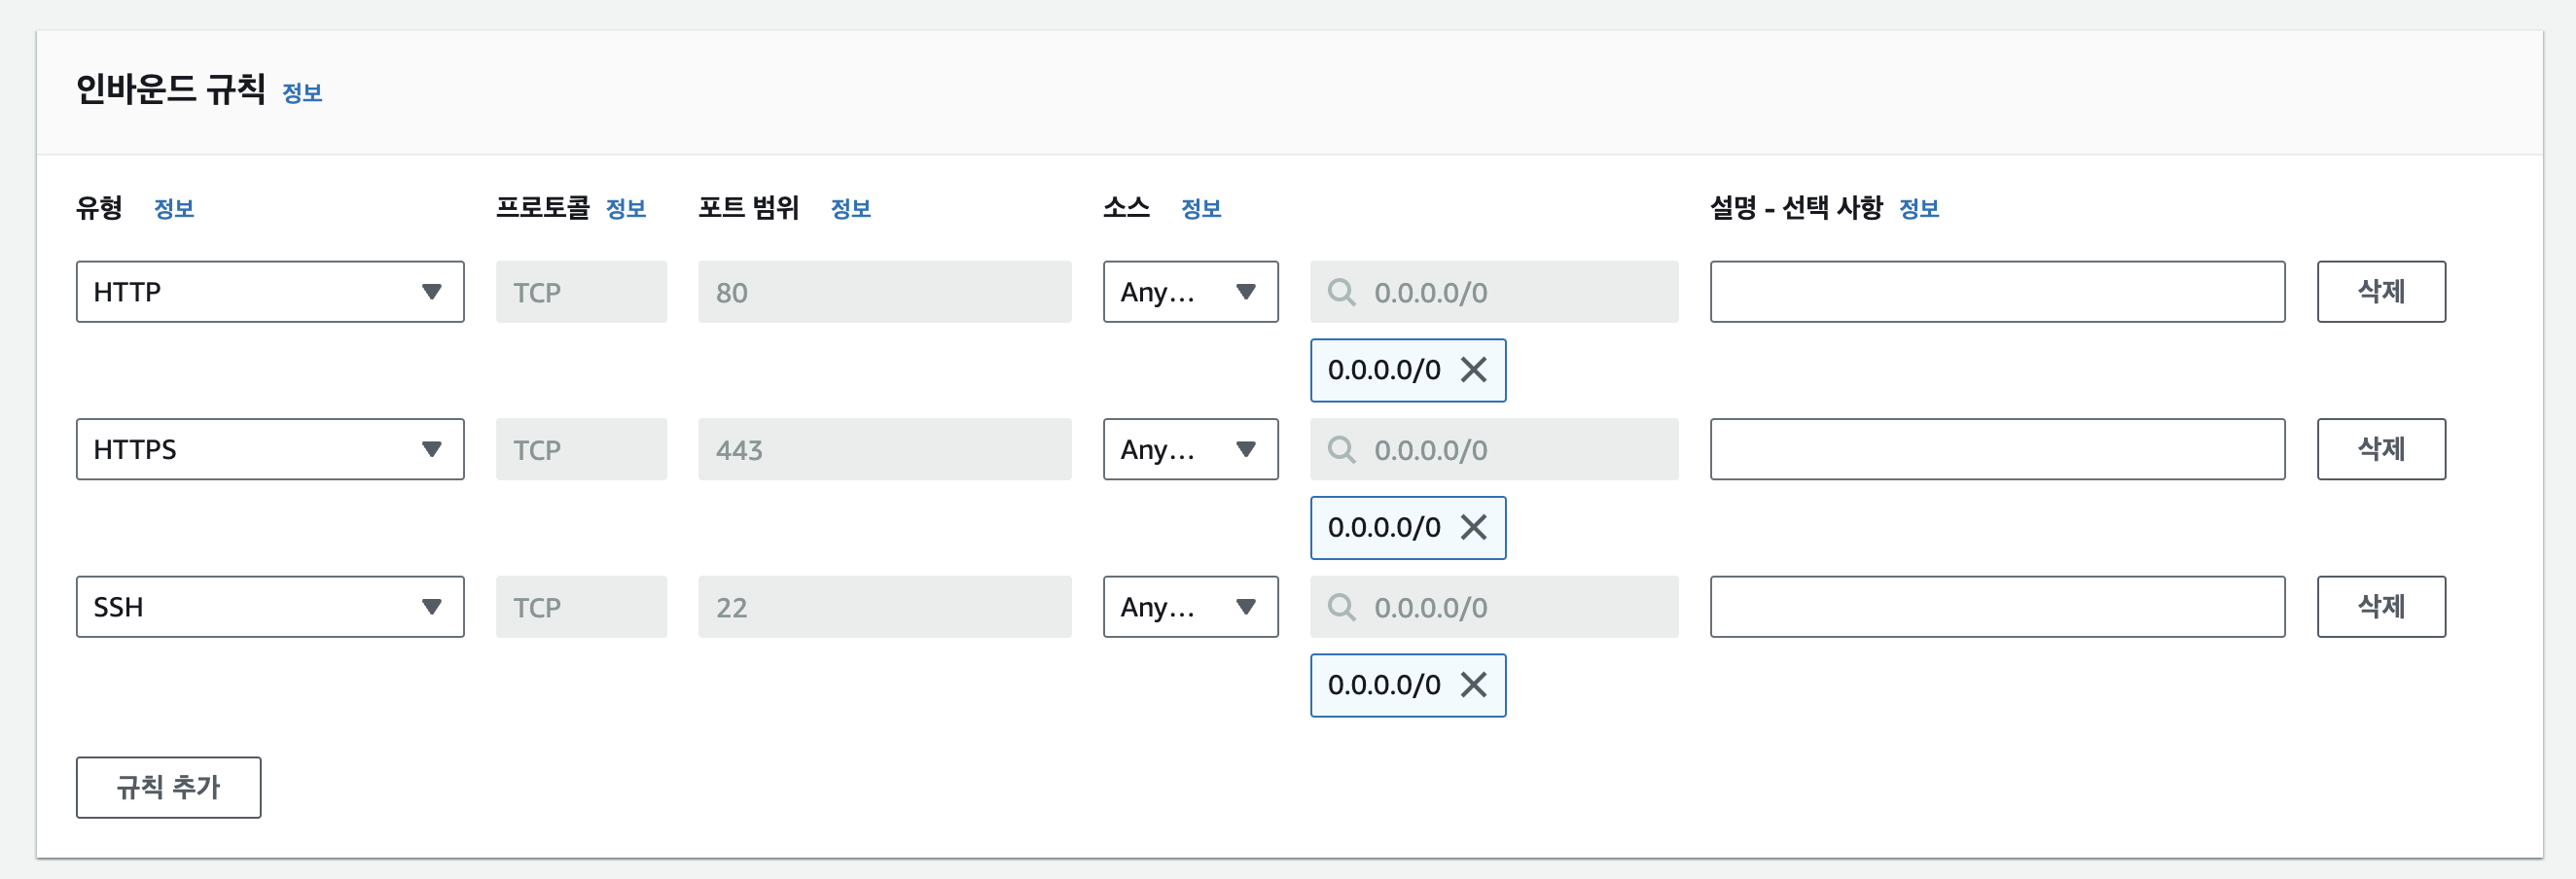 인바운드 규칙 정보
유형 정보 프로토콜 정보 포트 범위 정보 소스 정보 설명 - 선택 사항 정보
HTTP TCP 80 Any... 0.0.0.0/0 삭제
0.0.0.0/0
HTTPS TCP 443 Any... 0.0.0.0/0 삭제
0.0.0.0/0
SSH TCP 22 Any... 0.0.0.0/0 삭제
0.0.0.0/0
규칙 추가